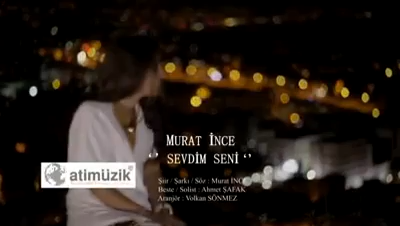 MURAT İNCE
“ SEVDİM SENİ “
atimüzik
Şiir / Şarkı / Söz : Murat İNCE
Beste / Solist : Ahmet ŞAFAK
Aranjör : Volkan SÖNMEZ